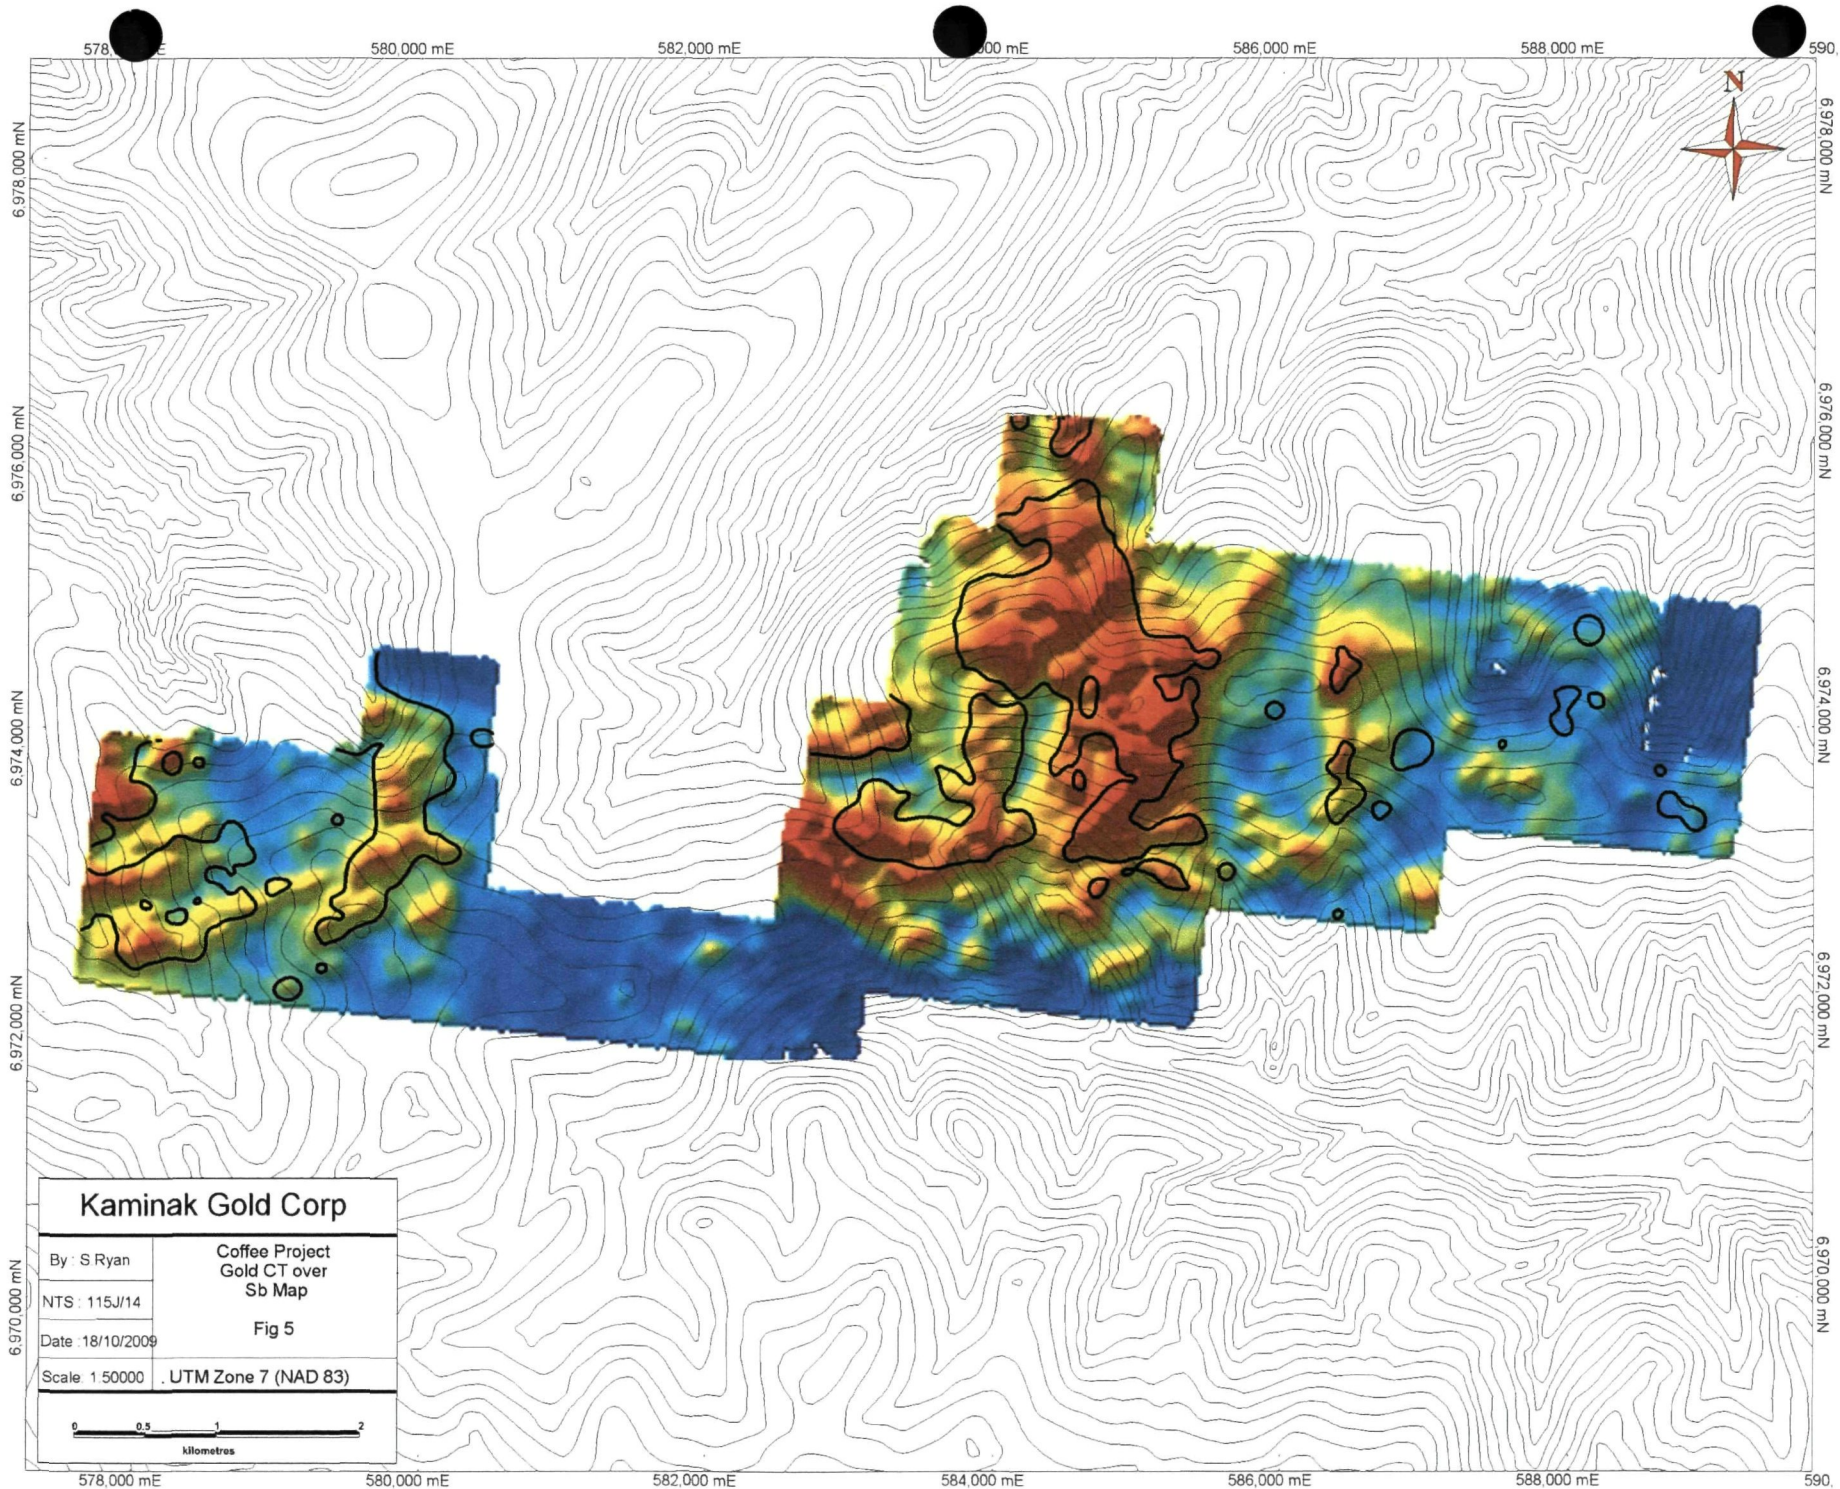 580,000 mE
582,000 mE
586,000 mE
588,000 mE
590,
N
6,978,000 mN
6,978,000 mN
6,976,000 mN
6,976,000 mN
6,974,000 mN
6,974,000 mN
6,972,000 mN
6,972,000 mN
6,970,000 mN
6,970,000 mN
Kaminak Gold Corp
By : S.Ryan
Coffee Project
Gold CT over
Sb Map
NTS : 115J/14
Fig 5
Date : 18/10/2009
Scale: 1:50000
UTM Zone 7 (NAD 83)
0 0.5 1 2
kilometres
578,000 mE
580,000 mE
582,000 mE
584,000 mE
586,000 mE
588,000 mE
590,